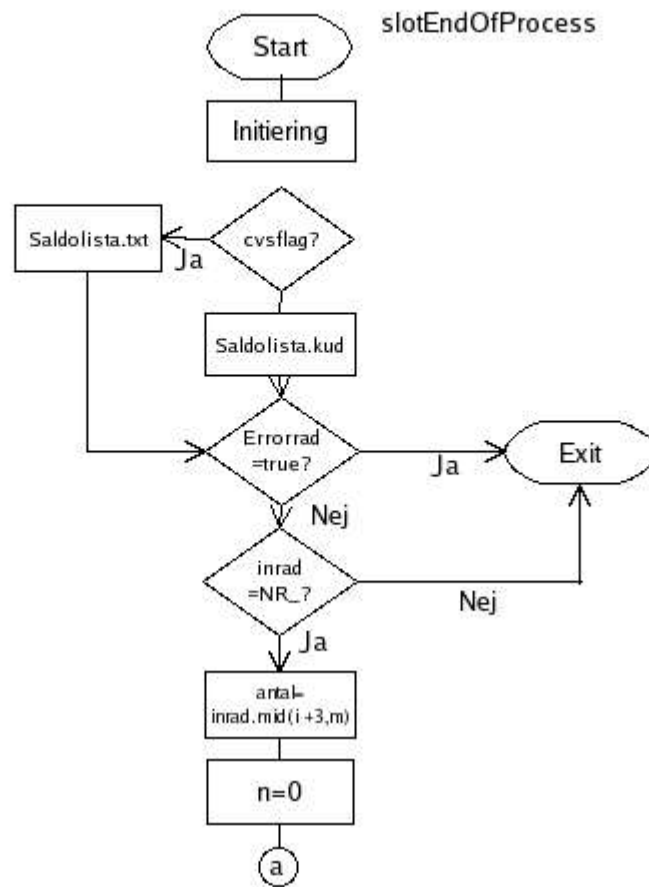 slotEndOfProcess
Start
Initiering
cvsflag?
Ja
Saldolista.txt
Saldolista.kud
Errorrad
=true?
Ja
Exit
Nej
inrad
=NR_?
Nej
Ja
antal=
inrad.mid(i+3,m)
n=0
a